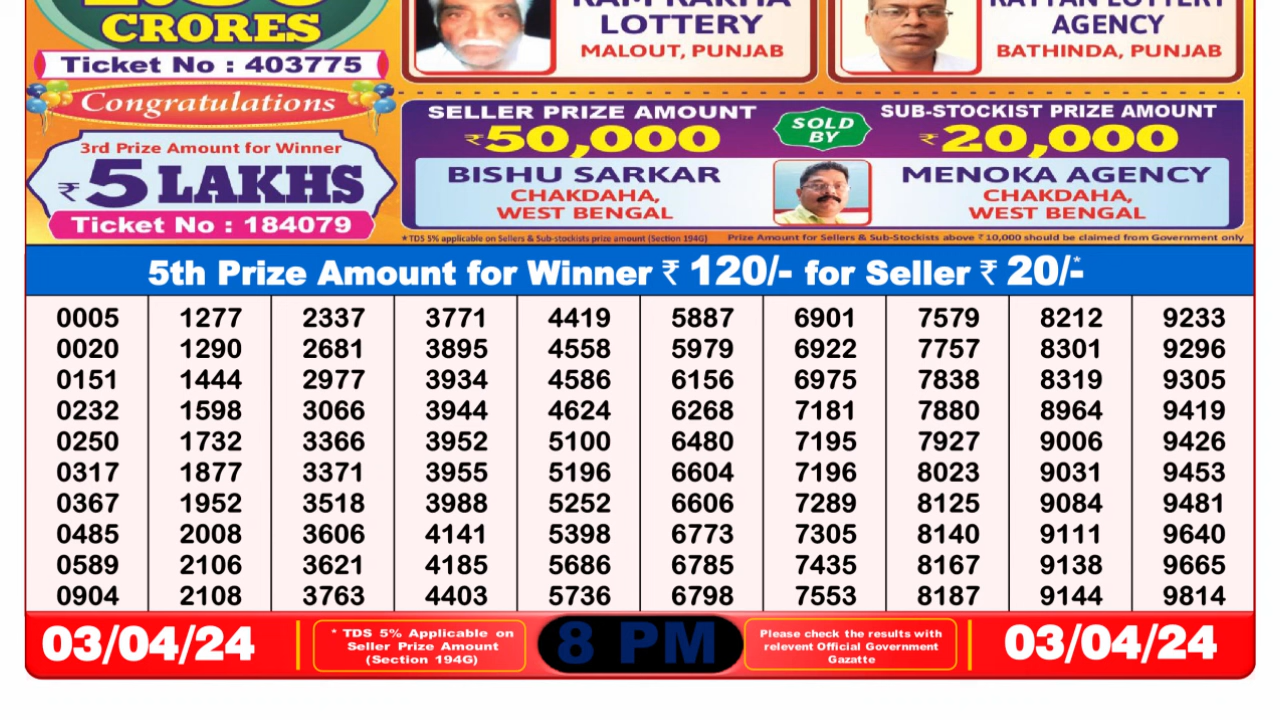 CRORES
Ticket No : 403775
LOTTERY
MALOUT, PUNJAB
AGENCY
BATHINDA, PUNJAB
Congratulations
3rd Prize Amount for Winner
₹ 5 LAKHS
Ticket No : 184079
SELLER PRIZE AMOUNT
₹50,000
SOLD
BY
SUB-STOCKIST PRIZE AMOUNT
₹20,000
BISHU SARKAR
CHAKDAHA,
WEST BENGAL
MENOKA AGENCY
CHAKDAHA,
WEST BENGAL
*TDS 5% applicable on Sellers & Sub-stockists prize amount (Section 194G)
Prize Amount for Sellers & Sub-Stockists above ₹10,000 should be claimed from Government only
5th Prize Amount for Winner ₹ 120/- for Seller ₹ 20/-*
0005 1277 2337 3771 4419 5887 6901 7579 8212 9233
0020 1290 2681 3895 4558 5979 6922 7757 8301 9296
0151 1444 2977 3934 4586 6156 6975 7838 8319 9305
0232 1598 3066 3944 4624 6268 7181 7880 8964 9419
0250 1732 3366 3952 5100 6480 7195 7927 9006 9426
0317 1877 3371 3955 5196 6604 7196 8023 9031 9453
0367 1952 3518 3988 5252 6606 7289 8125 9084 9481
0485 2008 3606 4141 5398 6773 7305 8140 9111 9640
0589 2106 3621 4185 5686 6785 7435 8167 9138 9665
0904 2108 3763 4403 5736 6798 7553 8187 9144 9814
03/04/24
* TDS 5% Applicable on
Seller Prize Amount
(Section 194G)
8 PM
Please check the results with
relevent Official Government
Gazatte
03/04/24